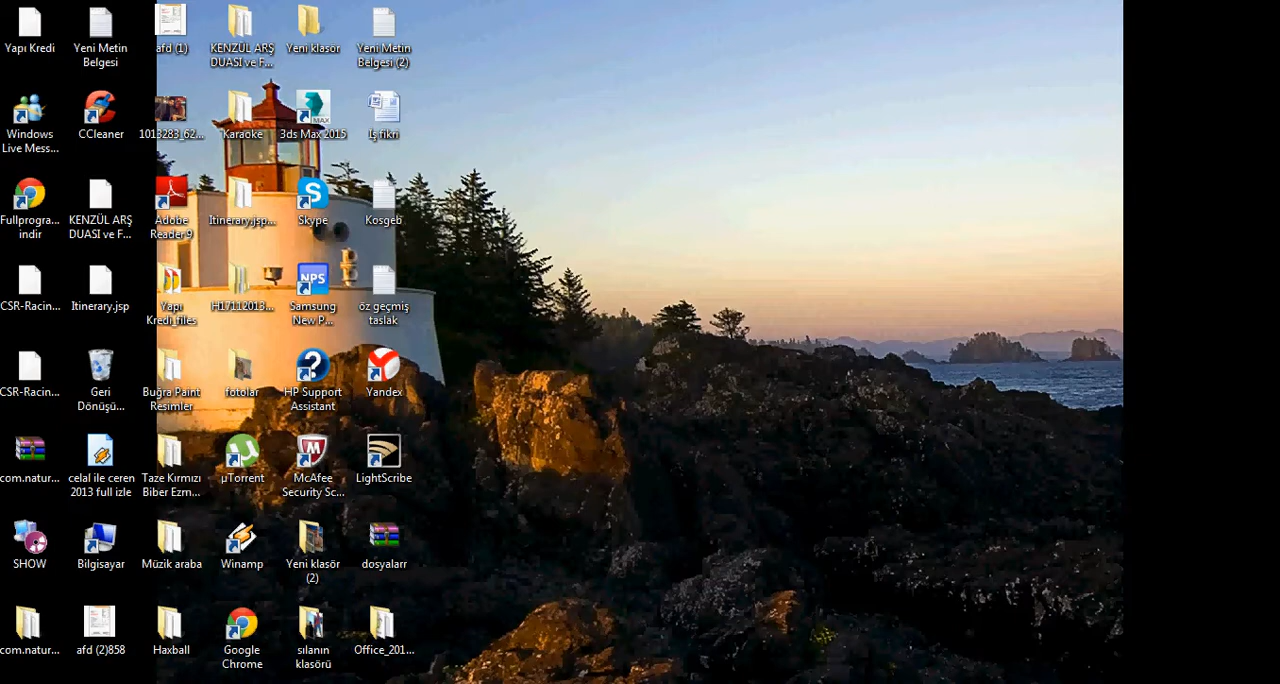 Yapı Kredi
Yeni Metin
Belgesi
afd (1)
KENZÜL ARŞ
DUASI ve F...
Yeni klasör
Yeni Metin
Belgesi (2)
Windows
Live Mess...
CCleaner
1013283_62...
Karaoke
3ds Max 2015
MAX
İş fikri
Fullprogra...
indir
KENZÜL ARŞ
DUASI ve F...
Adobe
Reader 9
Itinerary.jsp...
Skype
Kosgeb
CSR-Racin...
Itinerary.jsp
Yapı
Kredi_files
H17112013...
NPS
Samsung
New P...
öz geçmiş
taslak
CSR-Racin...
Geri
Dönüşü...
Buğra Paint
Resimler
fotolar
HP Support
Assistant
Yandex
com.natur...
celal ile ceren
2013 full izle
Taze Kırmızı
Biber Ezm...
µTorrent
McAfee
Security Sc...
LightScribe
SHOW
Bilgisayar
Müzik araba
Winamp
Yeni klasör
(2)
dosyalarr
com.natur...
afd (2)858
Haxball
Google
Chrome
sılanın
klasörü
Office_201...